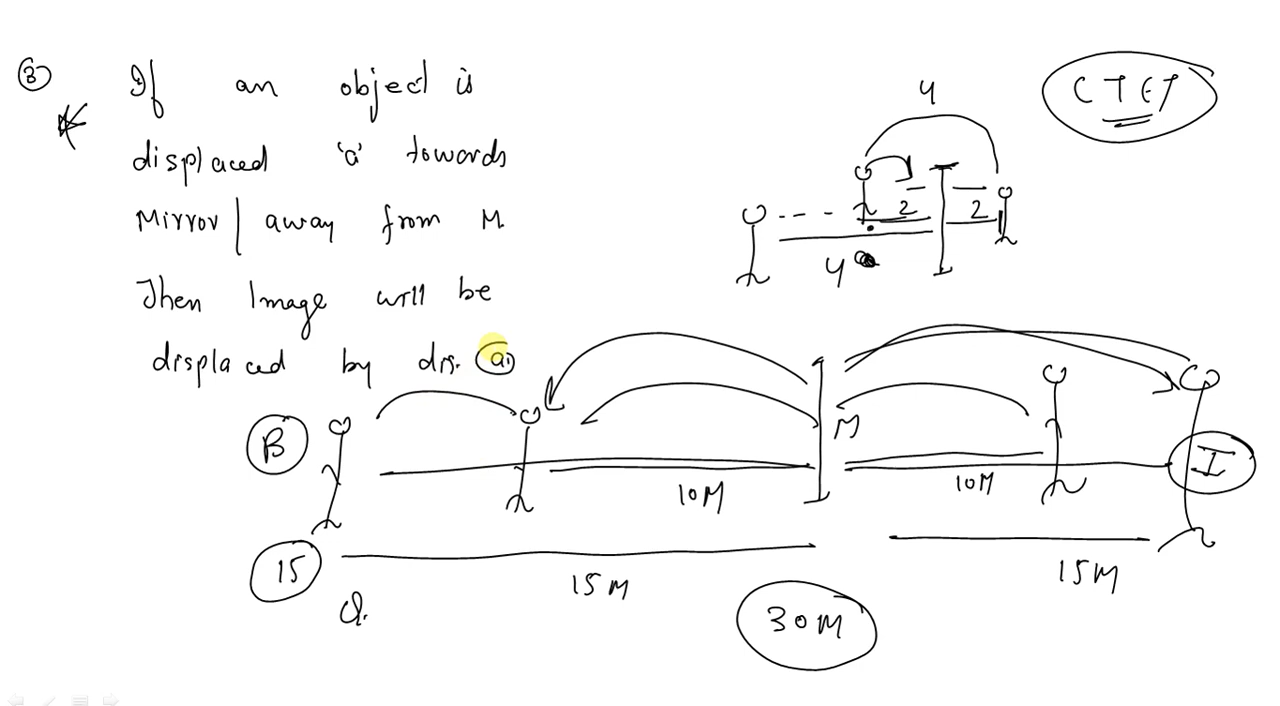 3
If an object is
displaced 'a' towards
Mirror | away from M.
Then Image will be
displaced by dis. a
CTET
4
2 2
4
B
M
I
10M
10M
15
15M
15M
Q.
30M